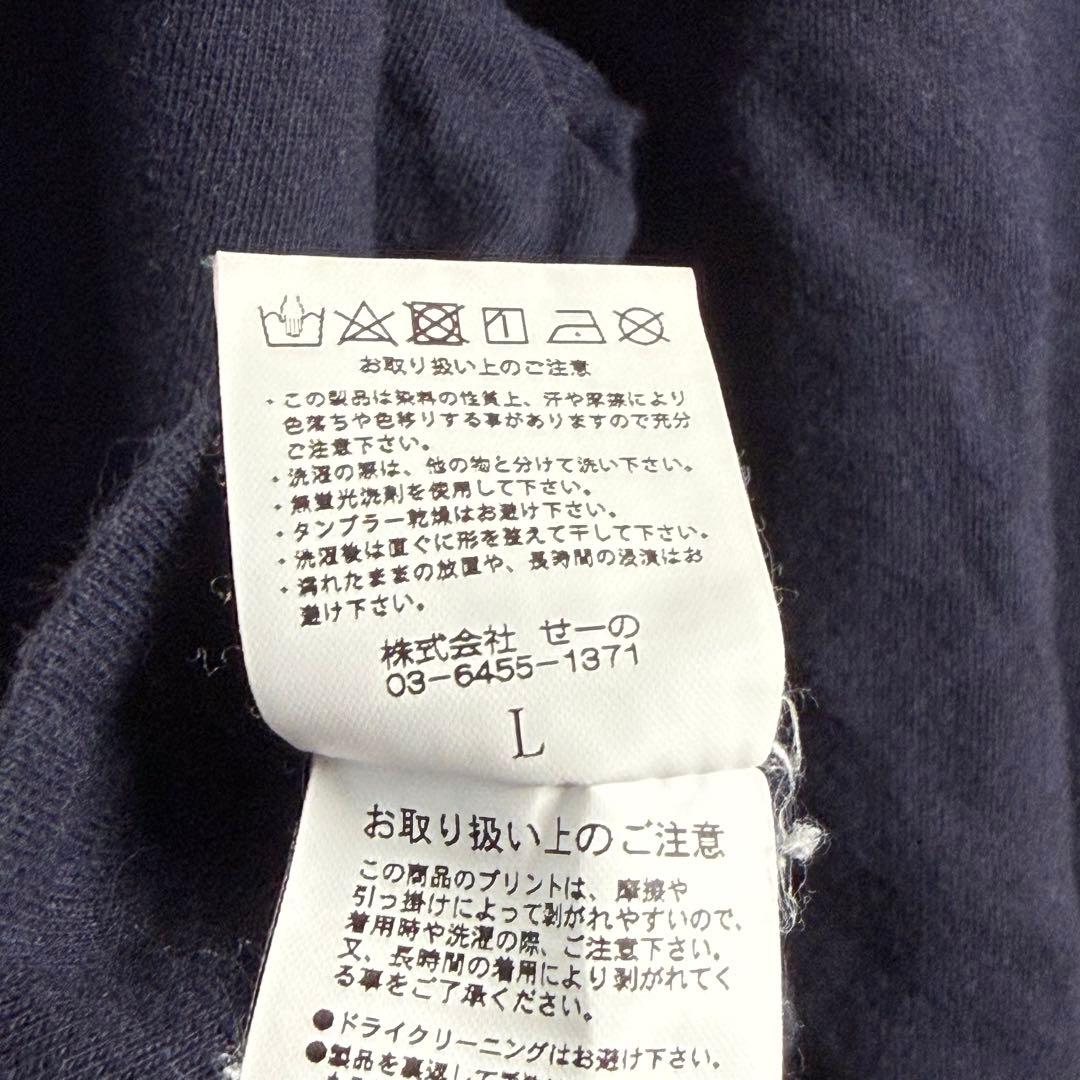 お取り扱い上のご注意
・この製品は染料の性質上、汗や摩擦により
色落ちや色移りする事がありますので充分
ご注意下さい。
・洗濯の際は、他の物と分けて洗い下さい。
・無蛍光洗剤を使用して下さい。
・タンブラー乾燥はお避け下さい。
・洗濯後は直ぐに形を整えて干して下さい。
・濡れたままの放置や、長時間の浸漬はお
避け下さい。
株式会社 せーの
03-6455-1371
L
お取り扱い上のご注意
この商品のプリントは、摩擦や
引っ掛けによって剥がれやすいので、
着用時や洗濯の際、ご注意下さい。
又、長時間の着用により剥がれてく
る事をご了承ください。
●ドライクリーニングはお避け下さい。
●製品を裏返して手洗